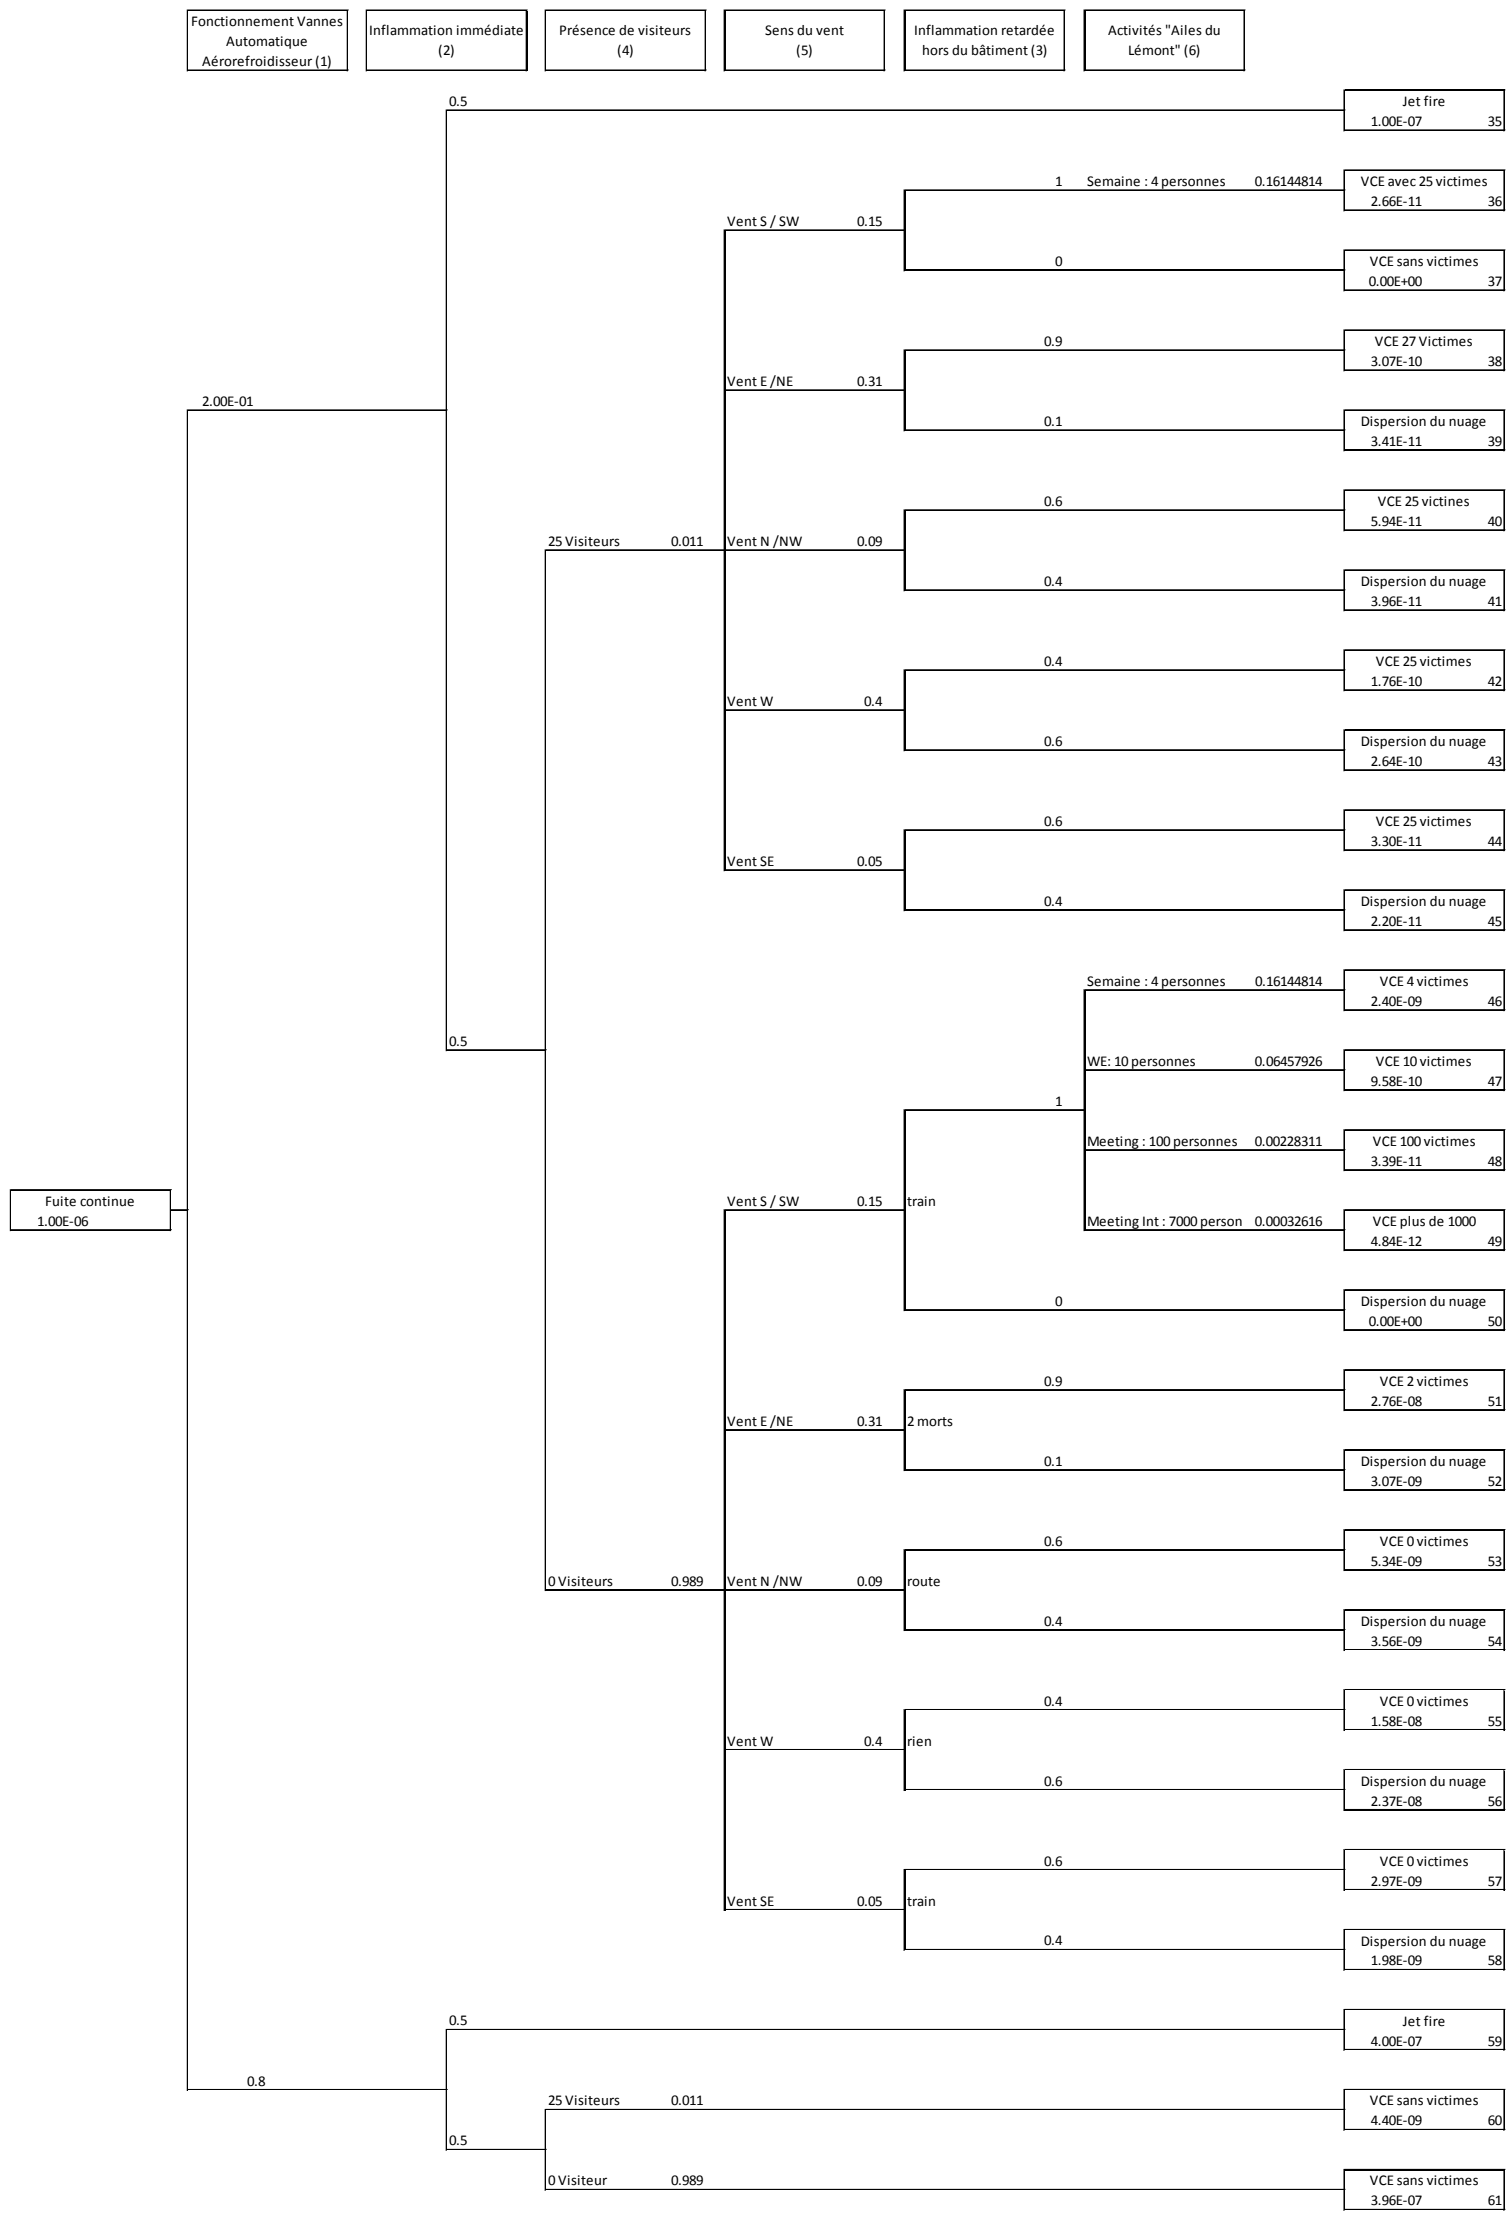 Fonctionnement Vannes
Automatique
Aérorefroidisseur (1)
Inflammation immédiate
(2)
Présence de visiteurs
(4)
Sens du vent
(5)
Inflammation retardée
hors du bâtiment (3)
Activités "Ailes du
Lémont" (6)
0.5
Jet fire
1.00E-07 35
1 Semaine : 4 personnes 0.16144814
VCE avec 25 victimes
2.66E-11 36
Vent S / SW 0.15
0
VCE sans victimes
0.00E+00 37
0.9
VCE 27 Victimes
3.07E-10 38
Vent E /NE 0.31
2.00E-01
0.1
Dispersion du nuage
3.41E-11 39
0.6
VCE 25 victines
5.94E-11 40
25 Visiteurs 0.011 Vent N /NW 0.09
0.4
Dispersion du nuage
3.96E-11 41
0.4
VCE 25 victimes
1.76E-10 42
Vent W 0.4
0.6
Dispersion du nuage
2.64E-10 43
0.6
VCE 25 victimes
3.30E-11 44
Vent SE 0.05
0.4
Dispersion du nuage
2.20E-11 45
Semaine : 4 personnes 0.16144814
VCE 4 victimes
2.40E-09 46
0.5
WE: 10 personnes 0.06457926
VCE 10 victimes
9.58E-10 47
1
Meeting : 100 personnes 0.00228311
VCE 100 victimes
3.39E-11 48
Fuite continue
1.00E-06
Vent S / SW 0.15 train
Meeting Int : 7000 person 0.00032616
VCE plus de 1000
4.84E-12 49
0
Dispersion du nuage
0.00E+00 50
0.9
VCE 2 victimes
2.76E-08 51
Vent E /NE 0.31 2 morts
0.1
Dispersion du nuage
3.07E-09 52
0.6
VCE 0 victimes
5.34E-09 53
0 Visiteurs 0.989 Vent N /NW 0.09 route
0.4
Dispersion du nuage
3.56E-09 54
0.4
VCE 0 victimes
1.58E-08 55
Vent W 0.4 rien
0.6
Dispersion du nuage
2.37E-08 56
0.6
VCE 0 victimes
2.97E-09 57
Vent SE 0.05 train
0.4
Dispersion du nuage
1.98E-09 58
0.5
Jet fire
4.00E-07 59
0.8
25 Visiteurs 0.011
VCE sans victimes
4.40E-09 60
0.5
0 Visiteur 0.989
VCE sans victimes
3.96E-07 61